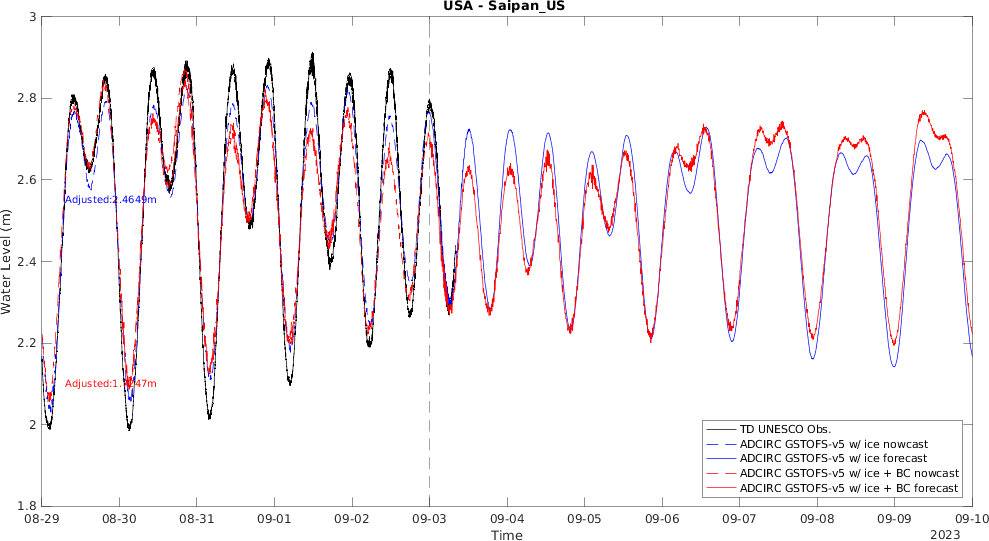 USA - Saipan_US
3
2.8
2.6
2.4
2.2
2
1.8
Water Level (m)
Adjusted:2.4649m
TD UNESCO Obs.
ADCIRC GSTOFS-v5 w/ ice nowcast
ADCIRC GSTOFS-v5 w/ ice forecast
ADCIRC GSTOFS-v5 w/ ice + BC nowcast
ADCIRC GSTOFS-v5 w/ ice + BC forecast
08-29 08-30 08-31 09-01 09-02 09-03 09-04 09-05 09-06 09-07 09-08 09-09 09-10
Time
2023